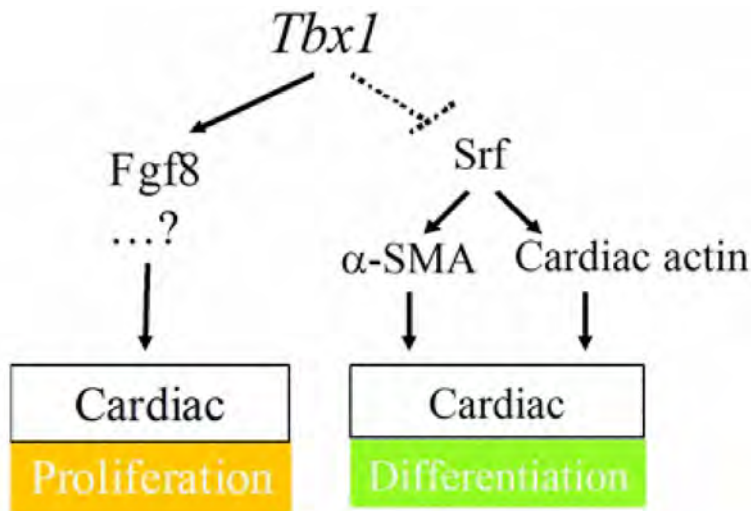 Tbx1
Fgf8
...?
Srf
α-SMA
Cardiac actin
Cardiac
Proliferation
Cardiac
Differentiation